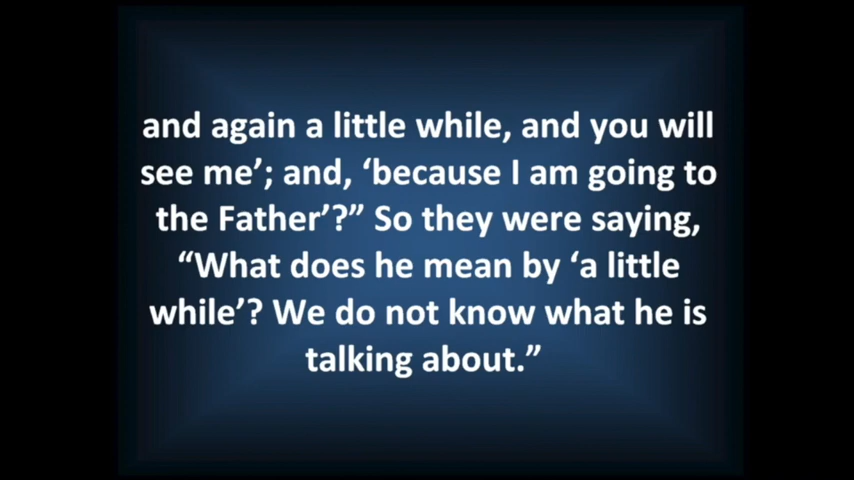 and again a little while, and you will
see me’; and, ‘because I am going to
the Father’?” So they were saying,
“What does he mean by ‘a little
while’? We do not know what he is
talking about.”